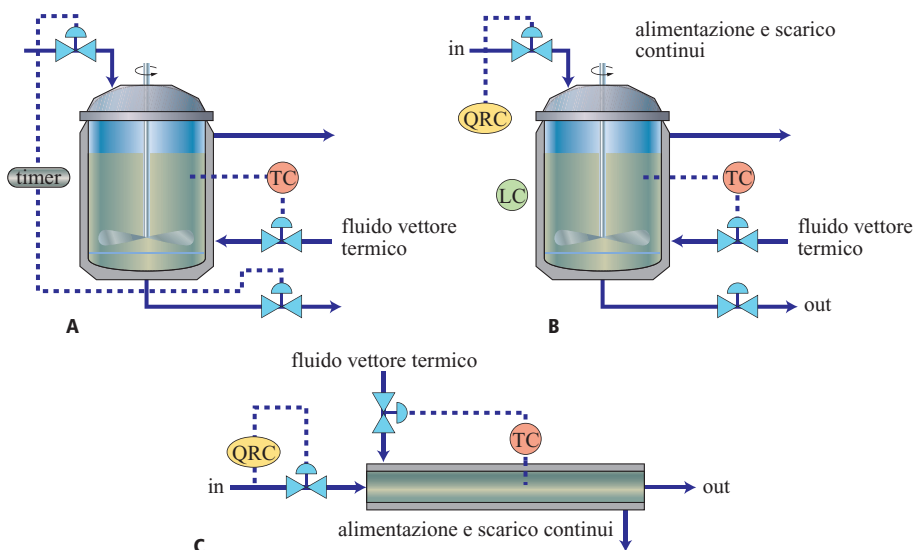 timer
TC
fluido vettore
termico
A
alimentazione e scarico
continui
in
QRC
LC
TC
fluido vettore
termico
out
B
fluido vettore termico
QRC
TC
in
out
alimentazione e scarico continui
C